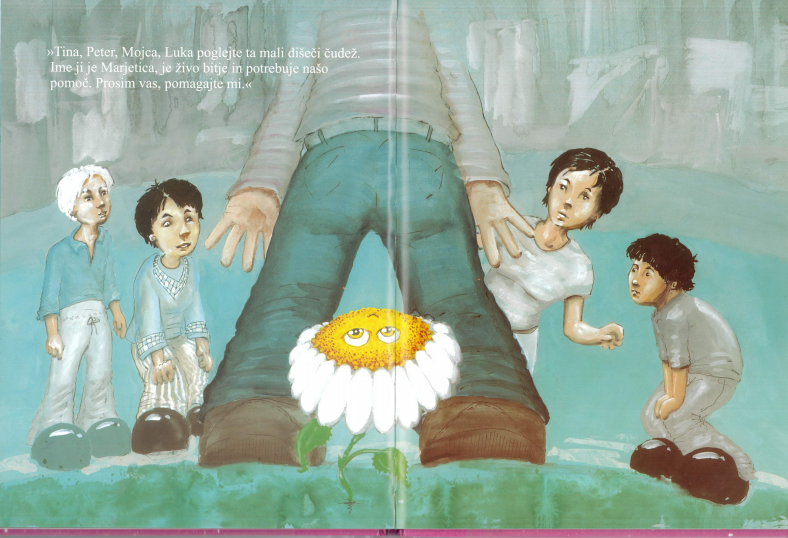 »Tina, Peter, Mojca, Luka poglejte ta mali dišeči čudež.
Ime ji je Marjetica, je živo bitje in potrebuje našo
pomoč. Prosim vas, pomagajte mi.«